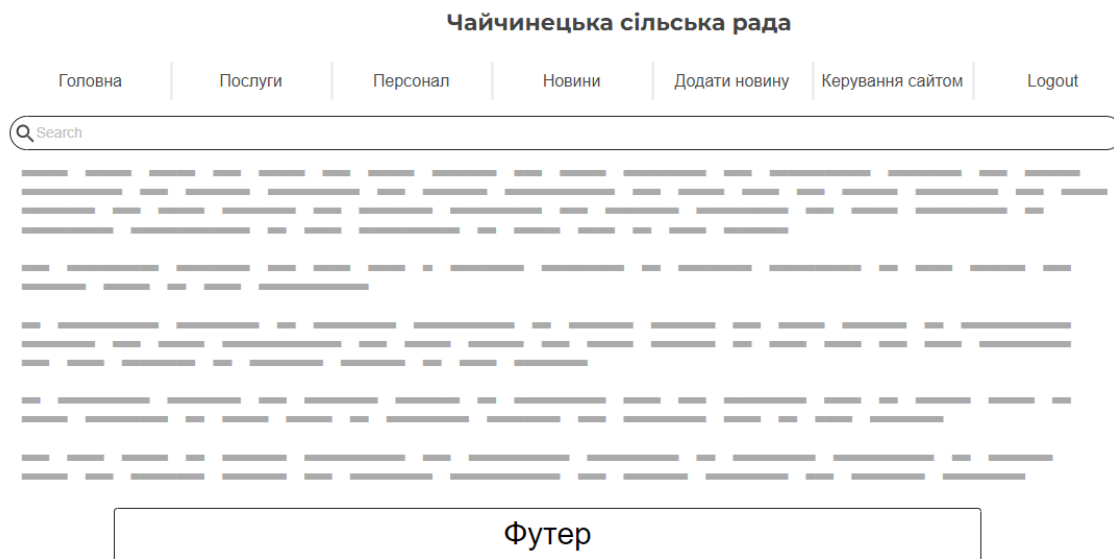 Чайчинецька сільська рада
Головна Послуги Персонал Новини Додати новину Керування сайтом Logout
Search
Футер